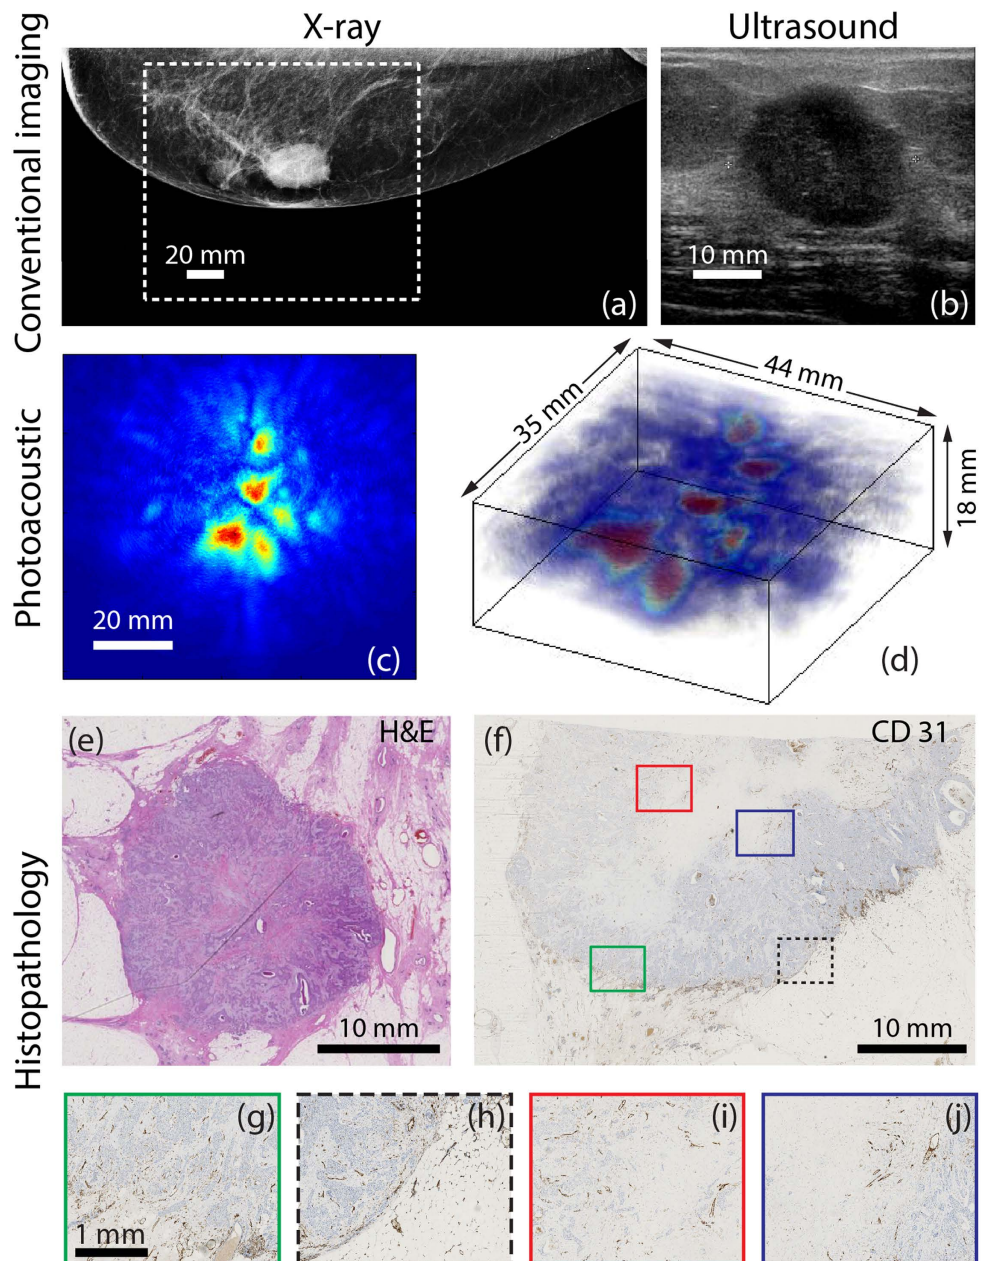 X-ray
Ultrasound
Conventional imaging
20 mm
(a)
10 mm
(b)
Photoacoustic
20 mm
(c)
35 mm
44 mm
18 mm
(d)
Histopathology
(e)
H&E
10 mm
(f)
CD 31
10 mm
(g)
1 mm
(h)
(i)
(j)